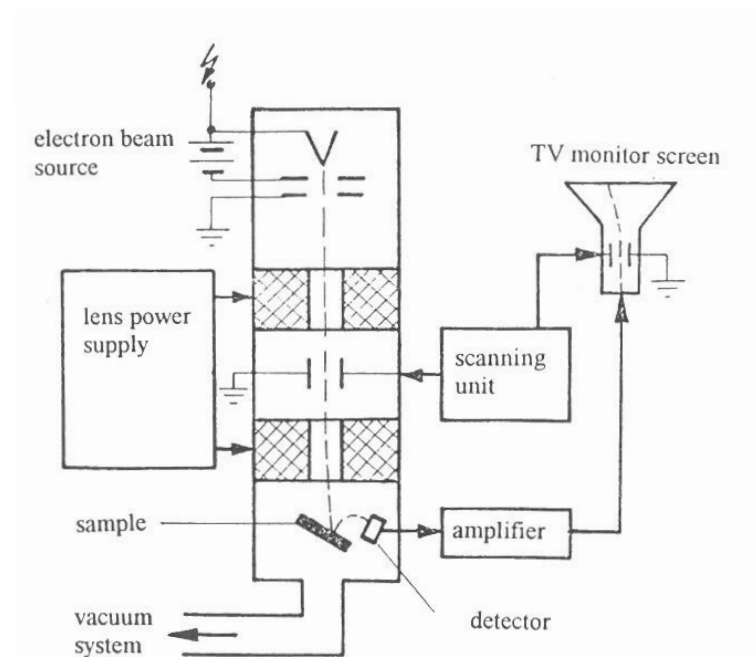 electron beam
source
TV monitor screen
lens power
supply
scanning
unit
sample
amplifier
detector
vacuum
system